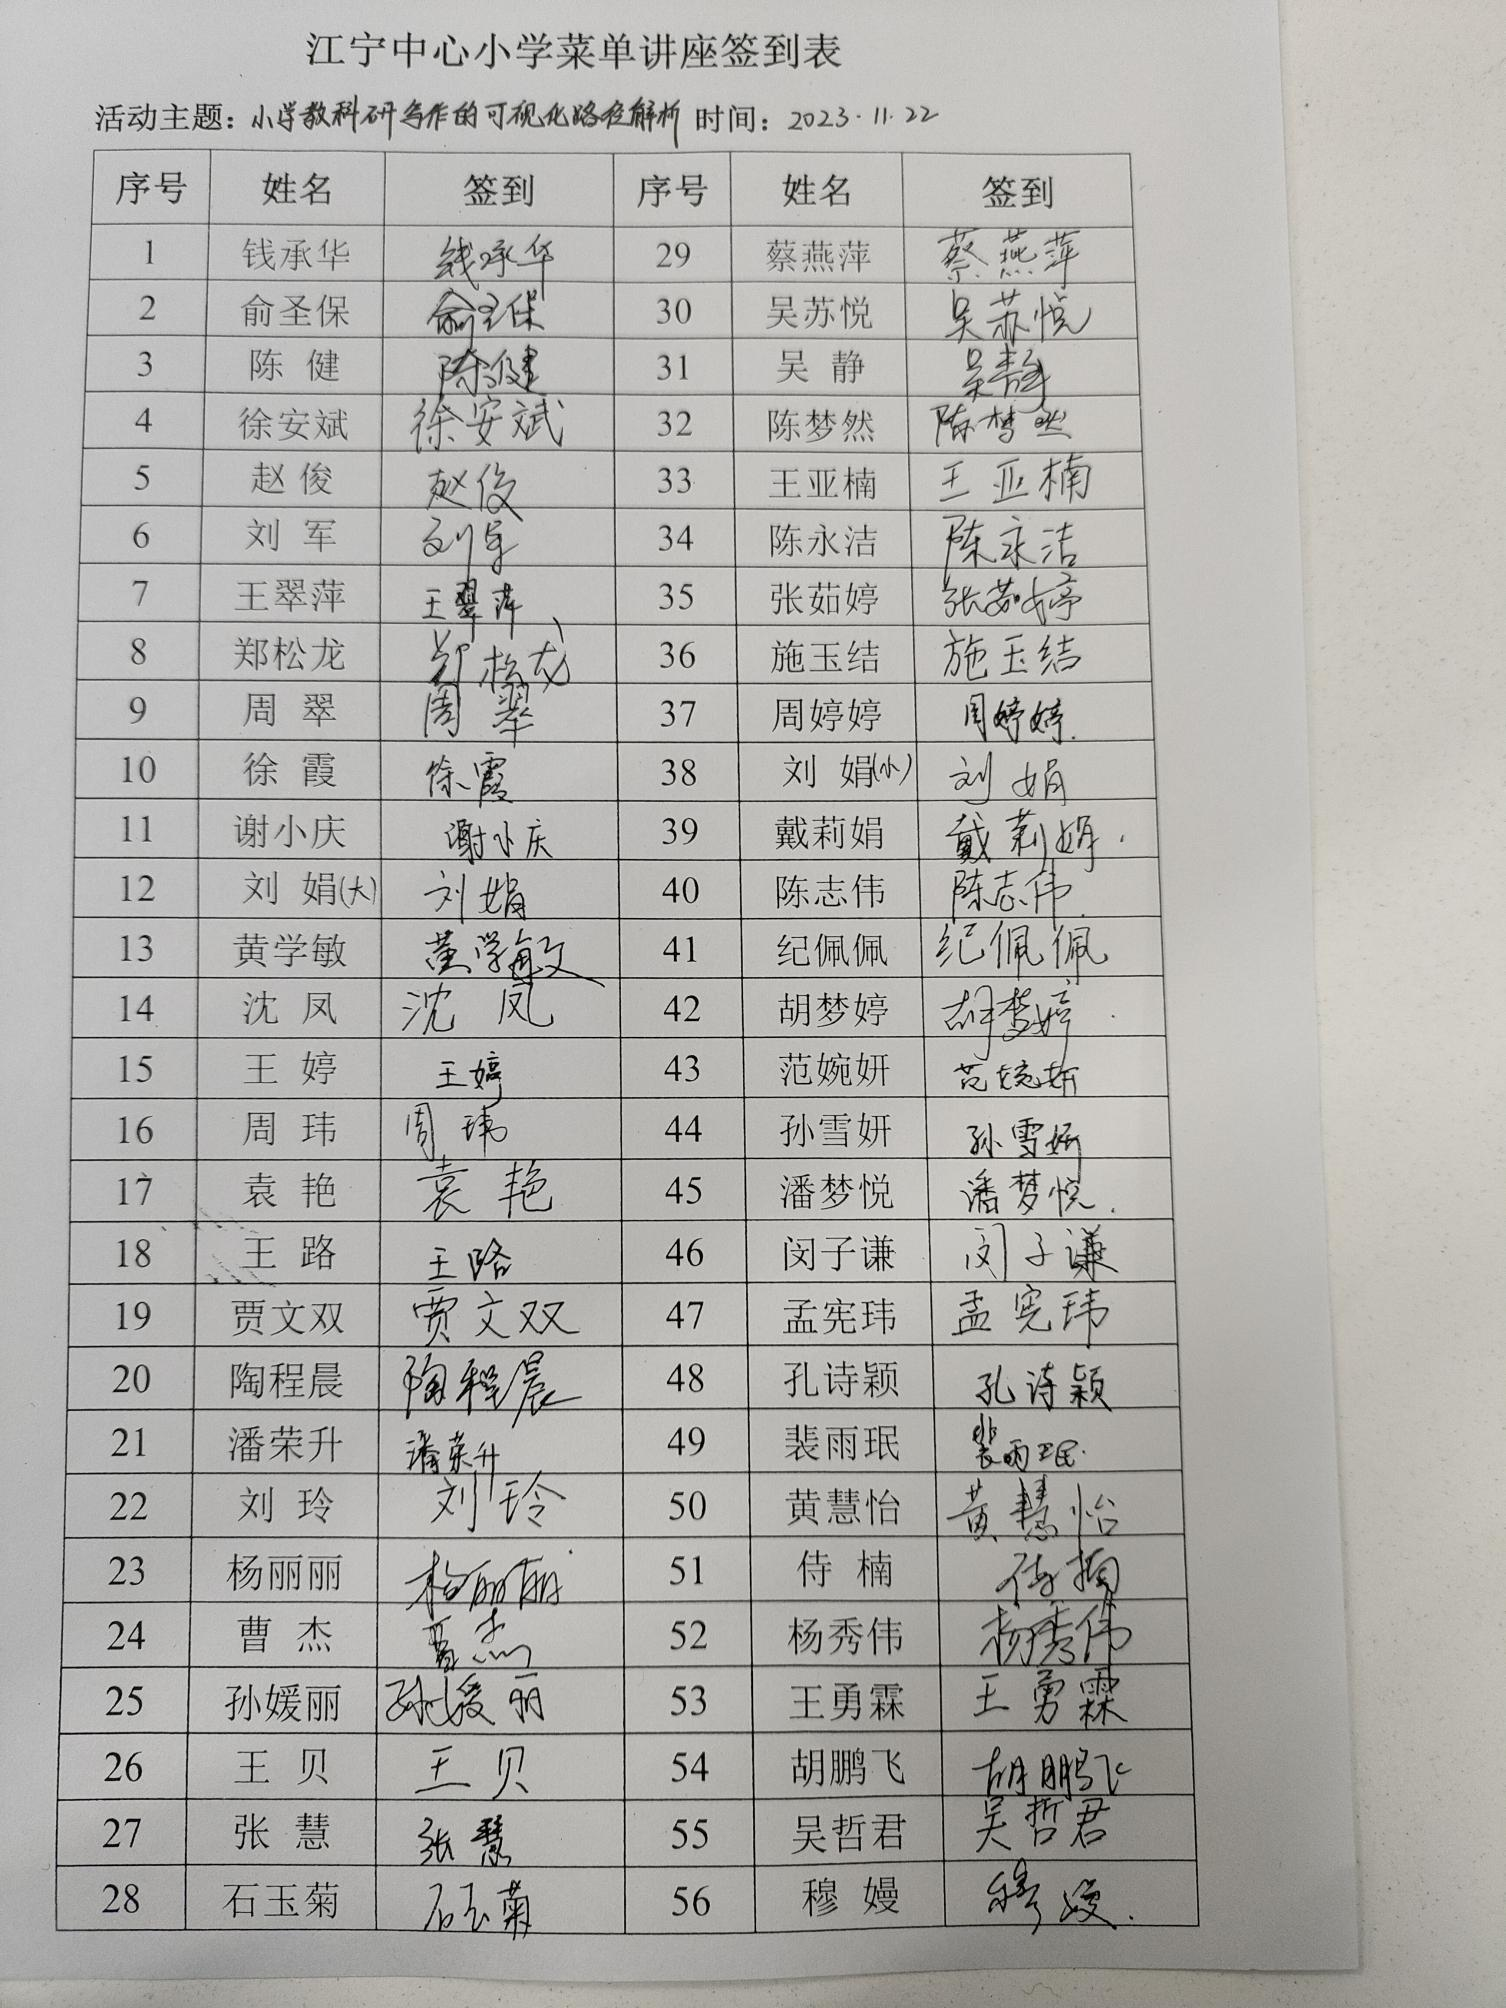 江宁中心小学菜单讲座签到表
活动主题：小学教科研写作的可视化路径解析 时间：2023.11.22
序号 姓名 签到 序号 姓名 签到
1 钱承华 钱承华 29 蔡燕萍 蔡燕萍
2 俞圣保 俞圣保 30 吴苏悦 吴苏悦
3 陈 健 陈健 31 吴 静 吴静
4 徐安斌 徐安斌 32 陈梦然 陈梦然
5 赵 俊 赵俊 33 王亚楠 王亚楠
6 刘 军 刘军 34 陈永洁 陈永洁
7 王翠萍 王翠萍 35 张茹婷 张茹婷
8 郑松龙 郑松龙 36 施玉结 施玉结
9 周 翠 周翠 37 周婷婷 周婷婷.
10 徐 霞 徐霞 38 刘 娟(小) 刘娟
11 谢小庆 谢小庆 39 戴莉娟 戴莉娟.
12 刘 娟(大) 刘娟 40 陈志伟 陈志伟.
13 黄学敏 黄学敏 41 纪佩佩 纪佩佩
14 沈 凤 沈凤 42 胡梦婷 胡梦婷.
15 王 婷 王婷 43 范婉妍 范婉妍
16 周 玮 周玮 44 孙雪妍 孙雪妍
17 袁 艳 袁艳 45 潘梦悦 潘梦悦.
18 王 路 王路 46 闵子谦 闵子谦
19 贾文双 贾文双 47 孟宪玮 孟宪玮
20 陶程晨 陶程晨 48 孔诗颖 孔诗颖
21 潘荣升 潘荣升 49 裴雨珉 裴雨珉.
22 刘 玲 刘玲 50 黄慧怡 黄慧怡
23 杨丽丽 杨丽丽 51 侍 楠 侍楠
24 曹 杰 曹杰 52 杨秀伟 杨秀伟
25 孙媛丽 孙媛丽 53 王勇霖 王勇霖
26 王 贝 王贝 54 胡鹏飞 胡鹏飞
27 张 慧 张慧 55 吴哲君 吴哲君
28 石玉菊 石玉菊 56 穆 嫚 穆嫚.